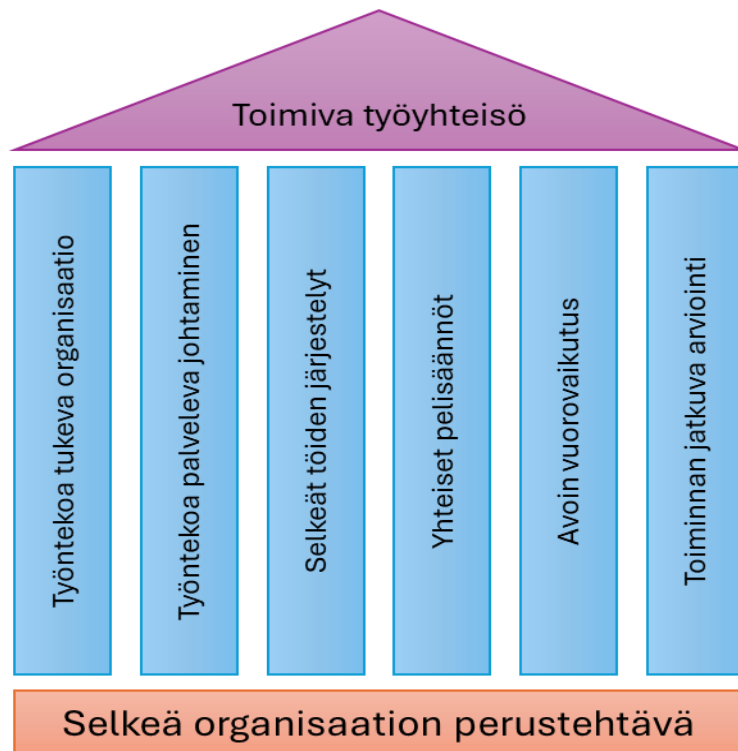 Toimiva työyhteisö
Työntekoa tukeva organisaatio
Työntekoa palveleva johtaminen
Selkeät töiden järjestelyt
Yhteiset pelisäännöt
Avoin vuorovaikutus
Toiminnan jatkuva arviointi
Selkeä organisaation perustehtävä